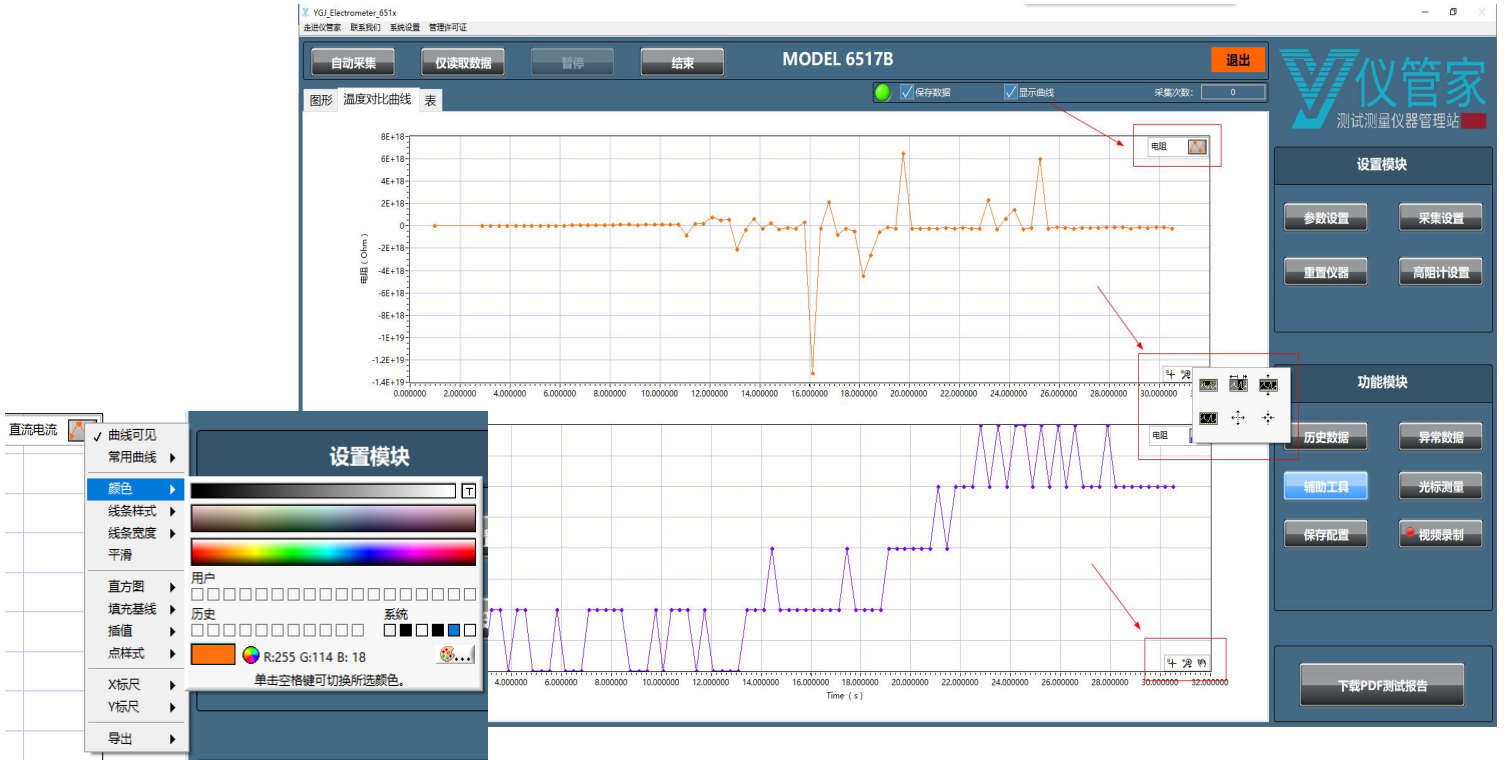 YGJ_Electrometer_651x
走进仪管家 联系我们 系统设置 管理许可证
自动采集 仅读取数据 暂停 结束 MODEL 6517B 退出
保存数据 显示曲线 采集次数: 0
图形 温度对比曲线 表
仪管家
测试测量仪器管理站
电阻
8E+18
6E+18
4E+18
2E+18
0
-2E+18
-4E+18
-6E+18
-8E+18
-1E+19
-1.2E+19
-1.4E+19
电阻 ( Ohm )
0.000000 2.000000 4.000000 6.000000 8.000000 10.000000 12.000000 14.000000 16.000000 18.000000 20.000000 22.000000 24.000000 26.000000 28.000000 30.000000
电阻
4.000000 6.000000 8.000000 10.000000 12.000000 14.000000 16.000000 18.000000 20.000000 22.000000 24.000000 26.000000 28.000000 30.000000 32.000000
Time ( s )
设置模块
参数设置 采集设置
重置仪器 高阻计设置
功能模块
历史数据 异常数据
辅助工具 光标测量
保存配置 视频录制
下载PDF测试报告
直流电流
设置模块
曲线可见
常用曲线
颜色
线条样式
线条宽度
平滑
直方图
填充基线
插值
点样式
X标尺
Y标尺
导出
T
用户
历史 系统
R:255 G:114 B: 18
...
单击空格键可切换所选颜色。